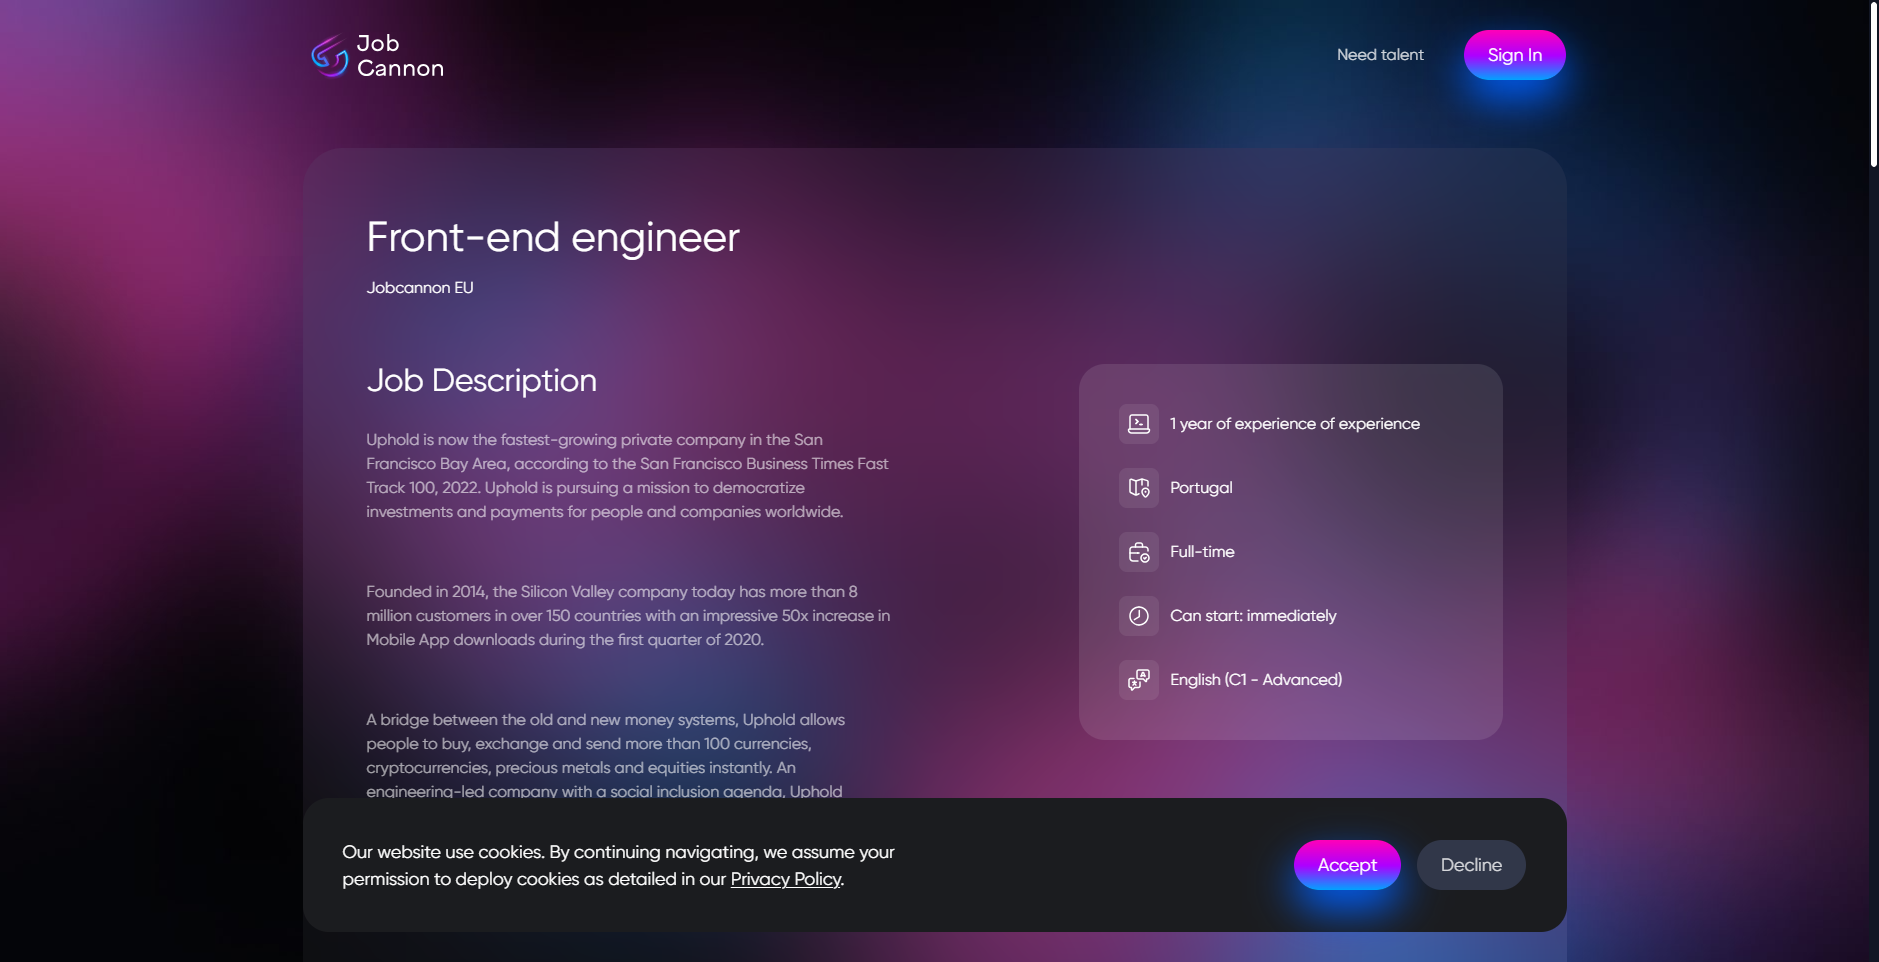 Job
Cannon
Need talent
Sign In
Front-end engineer
Jobcannon EU
Job Description
Uphold is now the fastest-growing private company in the San
Francisco Bay Area, according to the San Francisco Business Times Fast
Track 100, 2022. Uphold is pursuing a mission to democratize
investments and payments for people and companies worldwide.
Founded in 2014, the Silicon Valley company today has more than 8
million customers in over 150 countries with an impressive 50x increase in
Mobile App downloads during the first quarter of 2020.
A bridge between the old and new money systems, Uphold allows
people to buy, exchange and send more than 100 currencies,
cryptocurrencies, precious metals and equities instantly. An
engineering-led company with a social inclusion agenda, Uphold
1 year of experience of experience
Portugal
Full-time
Can start: immediately
English (C1 - Advanced)
Our website use cookies. By continuing navigating, we assume your
permission to deploy cookies as detailed in our Privacy Policy.
Accept
Decline